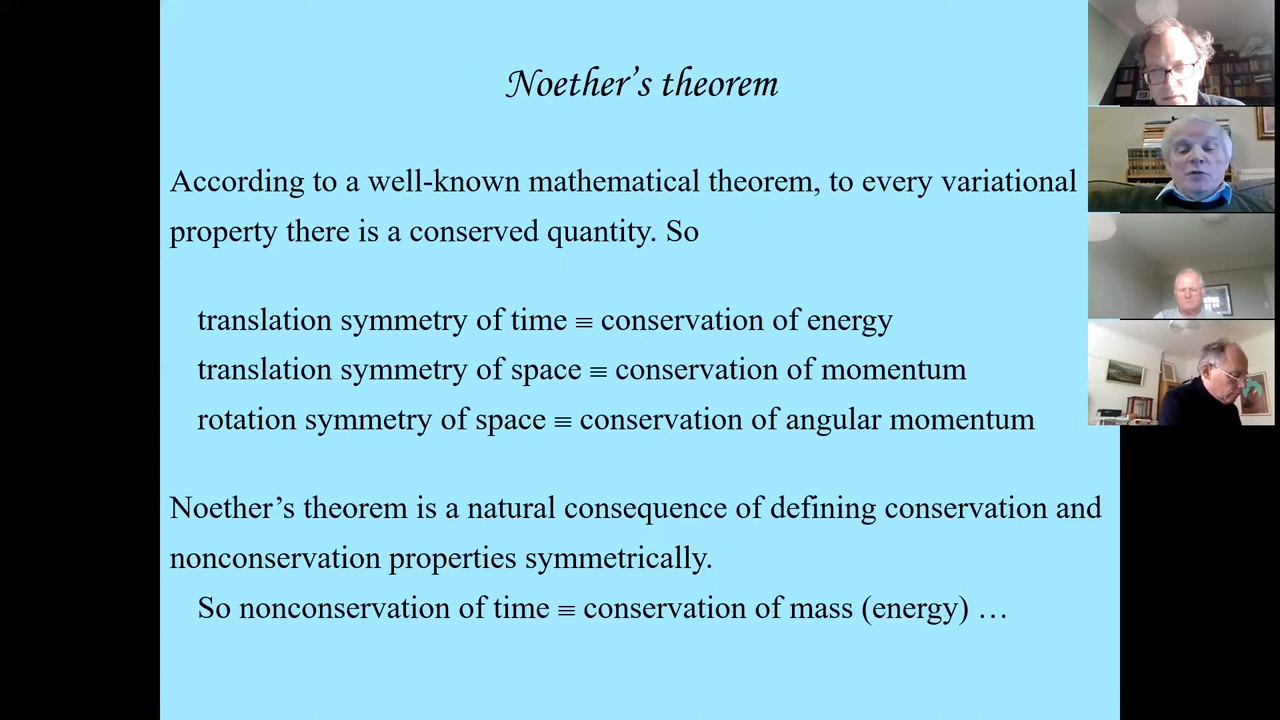 Noether’s theorem
According to a well-known mathematical theorem, to every variational
property there is a conserved quantity. So
translation symmetry of time ≡ conservation of energy
translation symmetry of space ≡ conservation of momentum
rotation symmetry of space ≡ conservation of angular momentum
Noether’s theorem is a natural consequence of defining conservation and
nonconservation properties symmetrically.
So nonconservation of time ≡ conservation of mass (energy) …